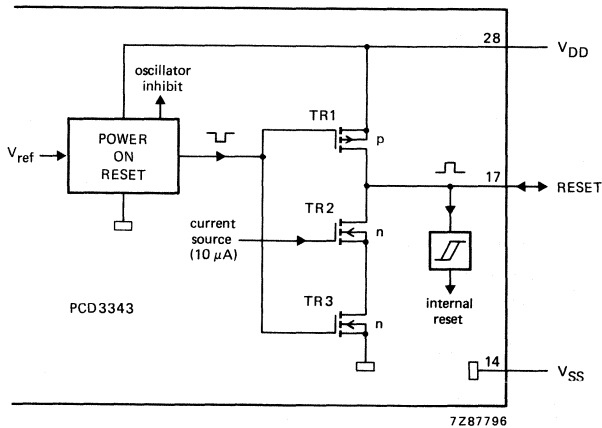 28
V_DD
oscillator
inhibit
TR1
p
POWER
ON
RESET
V_ref
17
RESET
TR2
n
current
source
(10 μA)
internal
reset
TR3
n
PCD3343
14
V_SS
7Z87796